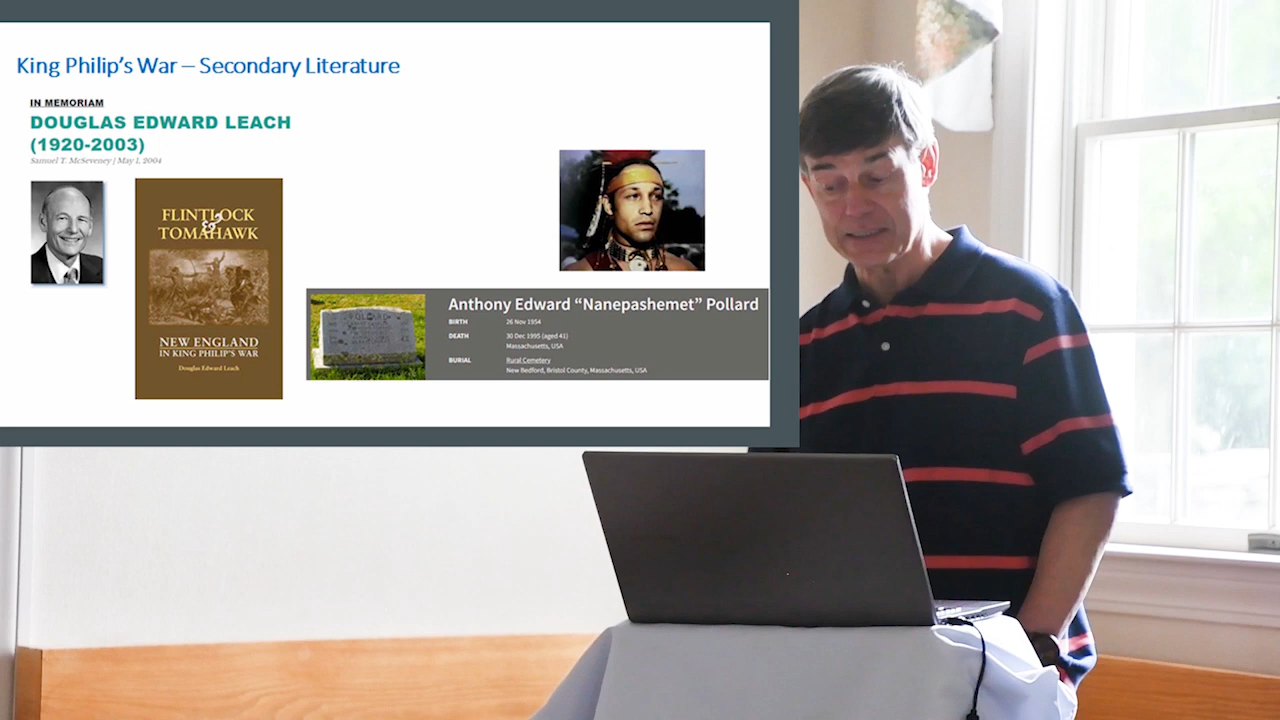 King Philip's War – Secondary Literature
IN MEMORIAM
DOUGLAS EDWARD LEACH
(1920-2003)
Samuel T. McSeveney | May 1, 2004
FLINTLOCK
&
TOMAHAWK
NEW ENGLAND
IN KING PHILIP'S WAR
Douglas Edward Leach
POLLARD
Anthony Edward “Nanepashemet” Pollard
BIRTH 26 Nov 1954
DEATH 30 Dec 1995 (aged 41)
Massachusetts, USA
BURIAL Rural Cemetery
New Bedford, Bristol County, Massachusetts, USA